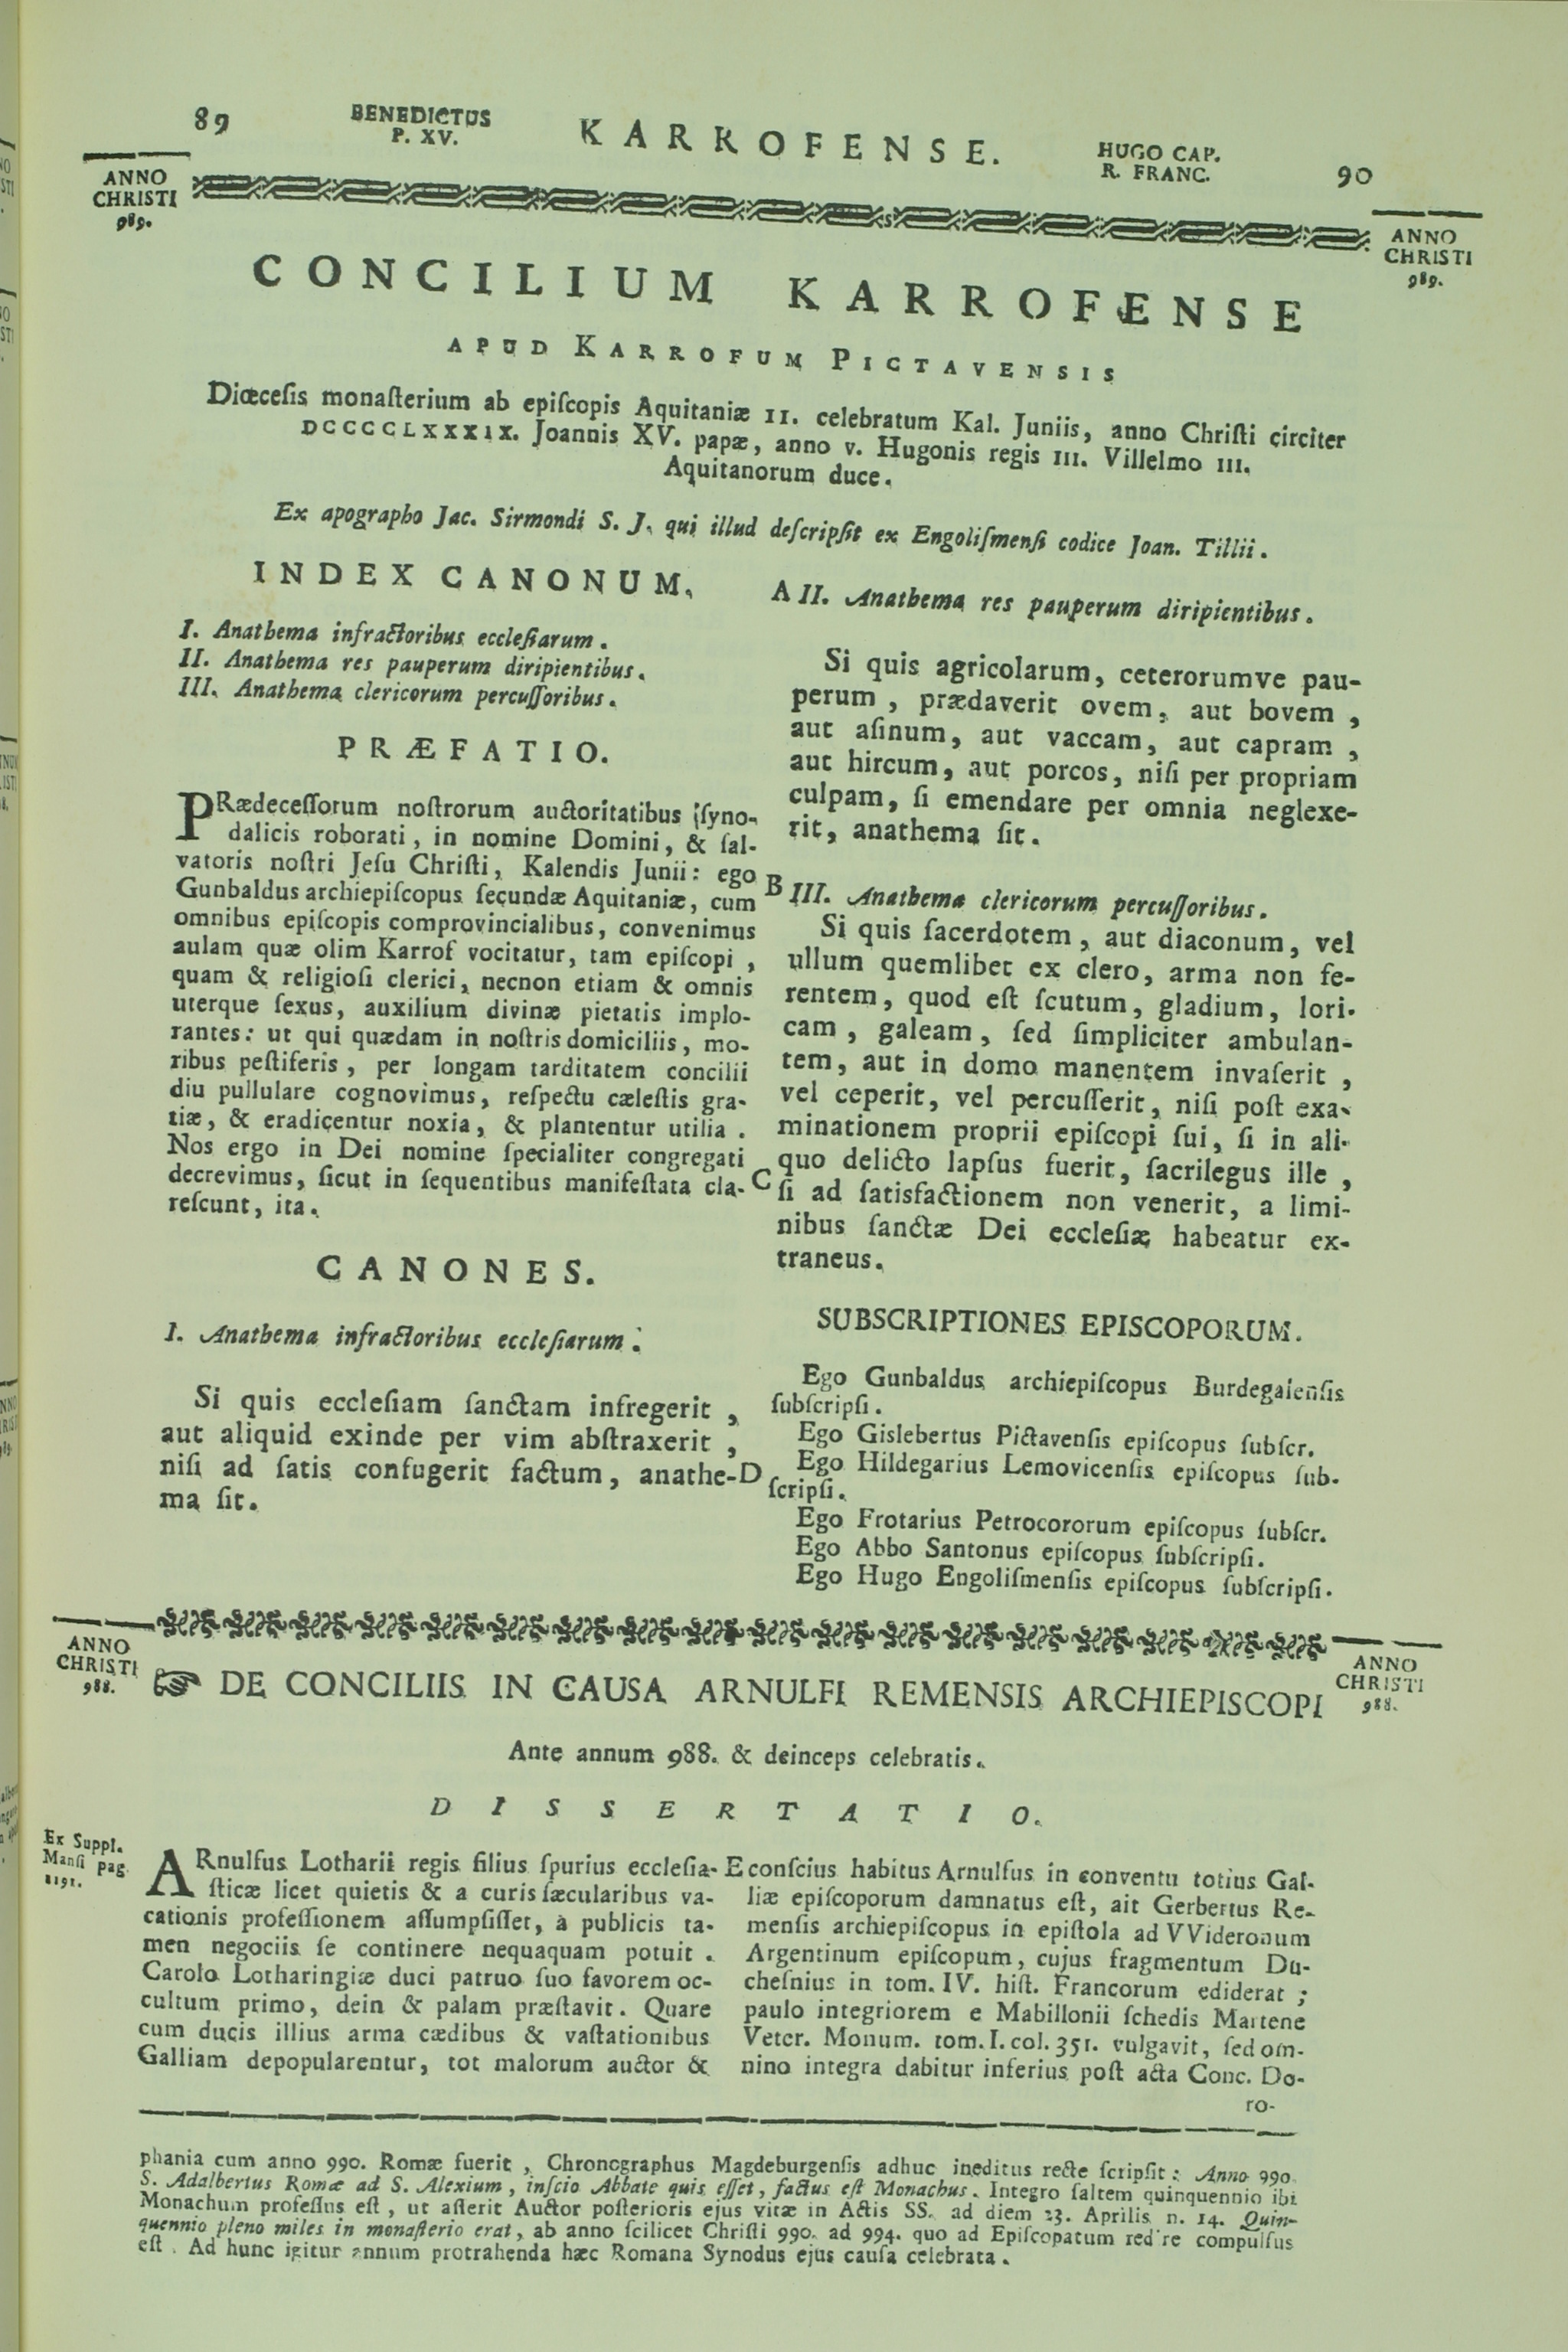 89
BENEDICTUS
P. XV.
KARROFENSE.
HUGO CAP.
R. FRANC.
90
ANNO
CHRISTI
989.
ANNO
CHRISTI
989.
CONCILIUM KARROFENSE
APUD KARROFUM PICTAVENSIS
Diœceſis monaſterium ab epiſcopis Aquitaniæ II. celebratum Kal. Juniis, anno Chriſti circiter
DCCCCLXXXIX. Joannis XV. papæ, anno v. Hugonis regis III. Villelmo III.
Aquitanorum duce.
Ex apographo Jac. Sirmondi S. J. qui illud deſcripſit ex Engoliſmenſi codice Joan. Tillii.
INDEX CANONUM.
I. Anathema infractoribus eccleſiarum.
II. Anathema res pauperum diripientibus.
III. Anathema clericorum percuſſoribus.
PRÆFATIO.
PRædeceſſorum noſtrorum auctoritatibus ſyno-
dalicis roborati, in nomine Domini, & ſal-
vatoris noſtri Jeſu Chriſti, Kalendis Junii: ego
Gunbaldus archiepiſcopus ſecundæ Aquitaniæ, cum
omnibus epiſcopis comprovincialibus, convenimus
aulam quæ olim Karrof vocitatur, tam epiſcopi,
quam & religioſi clerici, necnon etiam & omnis
uterque ſexus, auxilium divinæ pietatis implo-
rantes: ut qui quædam in noſtris domiciliis, mo-
ribus peſtiferis, per longam tarditatem concilii
diu pullulare cognovimus, reſpectu cæleſtis gra-
tiæ, & eradicentur noxia, & plantentur utilia.
Nos ergo in Dei nomine ſpecialiter congregati
decrevimus, ſicut in ſequentibus manifeſtata cla-
reſcunt, ita.
CANONES.
I. Anathema infractoribus eccleſiarum.
Si quis eccleſiam ſanctam infregerit,
aut aliquid exinde per vim abſtraxerit,
niſi ad ſatis confugerit factum, anathe-
ma ſit.
A II. Anathema res pauperum diripientibus.
Si quis agricolarum, ceterorumve pau-
perum, prædaverit ovem, aut bovem,
aut aſinum, aut vaccam, aut capram,
aut hircum, aut porcos, niſi per propriam
culpam, ſi emendare per omnia neglexe-
rit, anathema ſit.
B III. Anathema clericorum percuſſoribus.
Si quis ſacerdotem, aut diaconum, vel
ullum quemlibet ex clero, arma non fe-
rentem, quod eſt ſcutum, gladium, lori-
cam, galeam, ſed ſimpliciter ambulan-
tem, aut in domo manentem invaſerit,
vel ceperit, vel percuſſerit, niſi poſt exa-
minationem proprii epiſcopi ſui, ſi in ali-
quo delicto lapſus fuerit, ſacrilegus ille,
C ſi ad ſatisfactionem non venerit, a limi-
nibus ſanctæ Dei eccleſiæ habeatur ex-
traneus.
SUBSCRIPTIONES EPISCOPORUM.
Ego Gunbaldus archiepiſcopus Burdegalenſis
ſubſcripſi.
Ego Gislebertus Pictavenſis epiſcopus ſubſcr.
Ego Hildegarius Lemovicenſis epiſcopus ſub-
D ſcripſi.
Ego Frotarius Petrocororum epiſcopus ſubſcr.
Ego Abbo Santonus epiſcopus ſubſcripſi.
Ego Hugo Engoliſmenſis epiſcopus ſubſcripſi.
ANNO
CHRISTI
988.
ANNO
CHRISTI
988.
☞ DE CONCILIIS IN CAUSA ARNULFI REMENSIS ARCHIEPISCOPI
Ante annum 988. & deinceps celebratis.
DISSERTATIO.
Ex Suppl.
Manſi pag.
1191.
ARnulfus Lotharii regis filius ſpurius eccleſia-
ſticæ licet quietis & a curis ſæcularibus va-
cationis profeſſionem aſſumpſiſſet, à publicis ta-
men negociis ſe continere nequaquam potuit.
Carolo Lotharingiæ duci patruo ſuo favorem oc-
cultum primo, dein & palam præſtavit. Quare
cum ducis illius arma cædibus & vaſtationibus
Galliam depopularentur, tot malorum auctor &
E conſcius habitus Arnulfus in conventu totius Gal-
liæ epiſcoporum damnatus eſt, ait Gerbertus Re-
menſis archiepiſcopus in epiſtola ad VVideronum
Argentinum epiſcopum, cujus fragmentum Du-
cheſnius in tom. IV. hiſt. Francorum ediderat;
paulo integriorem e Mabillonii ſchedis Martene
Veter. Monum. tom. I. col. 351. vulgavit, ſed om-
nino integra dabitur inferius poſt acta Conc. Do-
ro-
phania cum anno 990. Romæ fuerit, Chronographus Magdeburgenſis adhuc ineditus recte ſcripſit: Anno 990
S. Adalbertus Romæ ad S. Alexium, inſcio Abbate quis eſſet, factus eſt Monachus. Integro ſaltem quinquennio ibi
Monachum profeſſus eſt, ut aſſerit Auctor poſterioris ejus vitæ in Actis SS. ad diem 23. Aprilis n. 14. Quin-
quennio pleno miles in monaſterio erat, ab anno ſcilicet Chriſti 990. ad 994. quo ad Epiſcopatum redire compulſus
eſt. Ad hunc igitur annum protrahenda hæc Romana Synodus ejus cauſa celebrata.